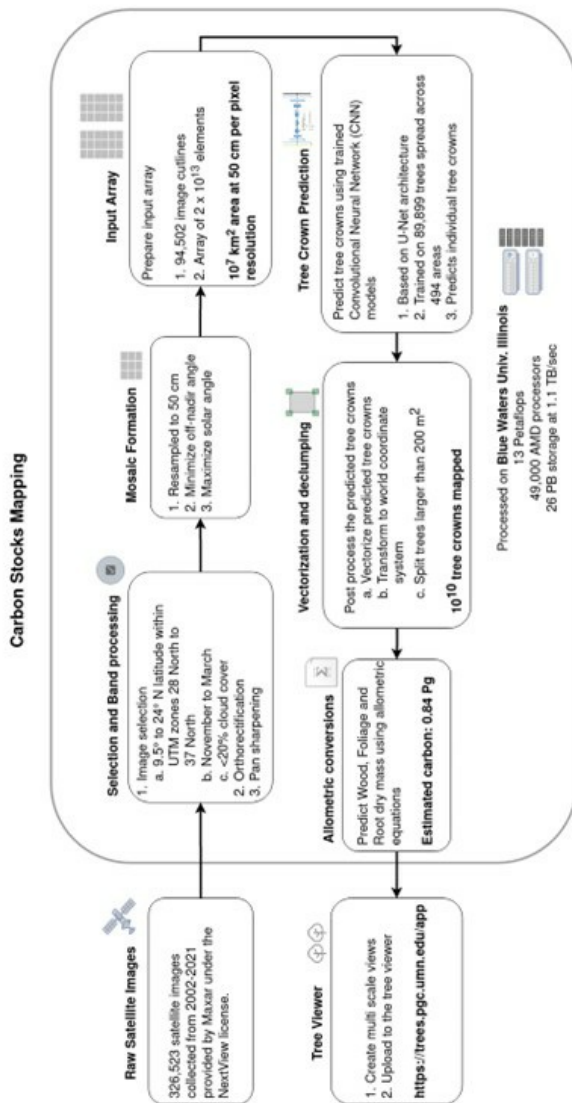 Carbon Stocks Mapping
Raw Satellite Images
326,523 satellite images
collected from 2002-2021
provided by Maxar under the
NextView license.
Selection and Band processing
1. Image selection
a. 9.5° to 24° N latitude within
UTM zones 28 North to
37 North
b. November to March
c. <20% cloud cover
2. Orthorectification
3. Pan sharpening
Mosaic Formation
1. Resampled to 50 cm
2. Minimize off-nadir angle
3. Maximize solar angle
Input Array
Prepare input array
1. 94,502 image cutlines
2. Array of 2 x 10¹³ elements
10⁷ km² area at 50 cm per pixel
resolution
Tree Crown Prediction
Predict tree crowns using trained
Convolutional Neural Network (CNN)
models
1. Based on U-Net architecture
2. Trained on 89,899 trees spread across
494 areas
3. Predicts individual tree crowns
Vectorization and declumping
Post process the predicted tree crowns
a. Vectorize predicted tree crowns
b. Transform to world coordinate
system
c. Split trees larger than 200 m²
10¹⁰ tree crowns mapped
Allometric conversions
Σ
Predict Wood, Foliage and
Root dry mass using allometric
equations
Estimated carbon: 0.84 Pg
Tree Viewer
1. Create multi scale views
2. Upload to the tree viewer
https://trees.pgc.umn.edu/app
Processed on Blue Waters Univ. Illinois
13 Petaflops
49,000 AMD processors
26 PB storage at 1.1 TB/sec